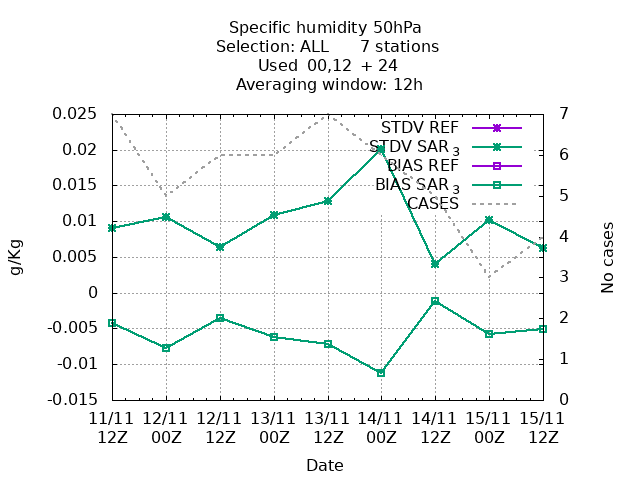 Specific humidity 50hPa
Selection: ALL 7 stations
Used 00,12 + 24
Averaging window: 12h
0.025
0.02
0.015
0.01
0.005
0
-0.005
-0.01
-0.015
g/Kg
STDV REF
STDV SAR 3
BIAS REF
BIAS SAR 3
CASES
7
6
5
4
3
2
1
0
No cases
11/11 12/11 12/11 13/11 13/11 14/11 14/11 15/11 15/11
12Z 00Z 12Z 00Z 12Z 00Z 12Z 00Z 12Z
Date